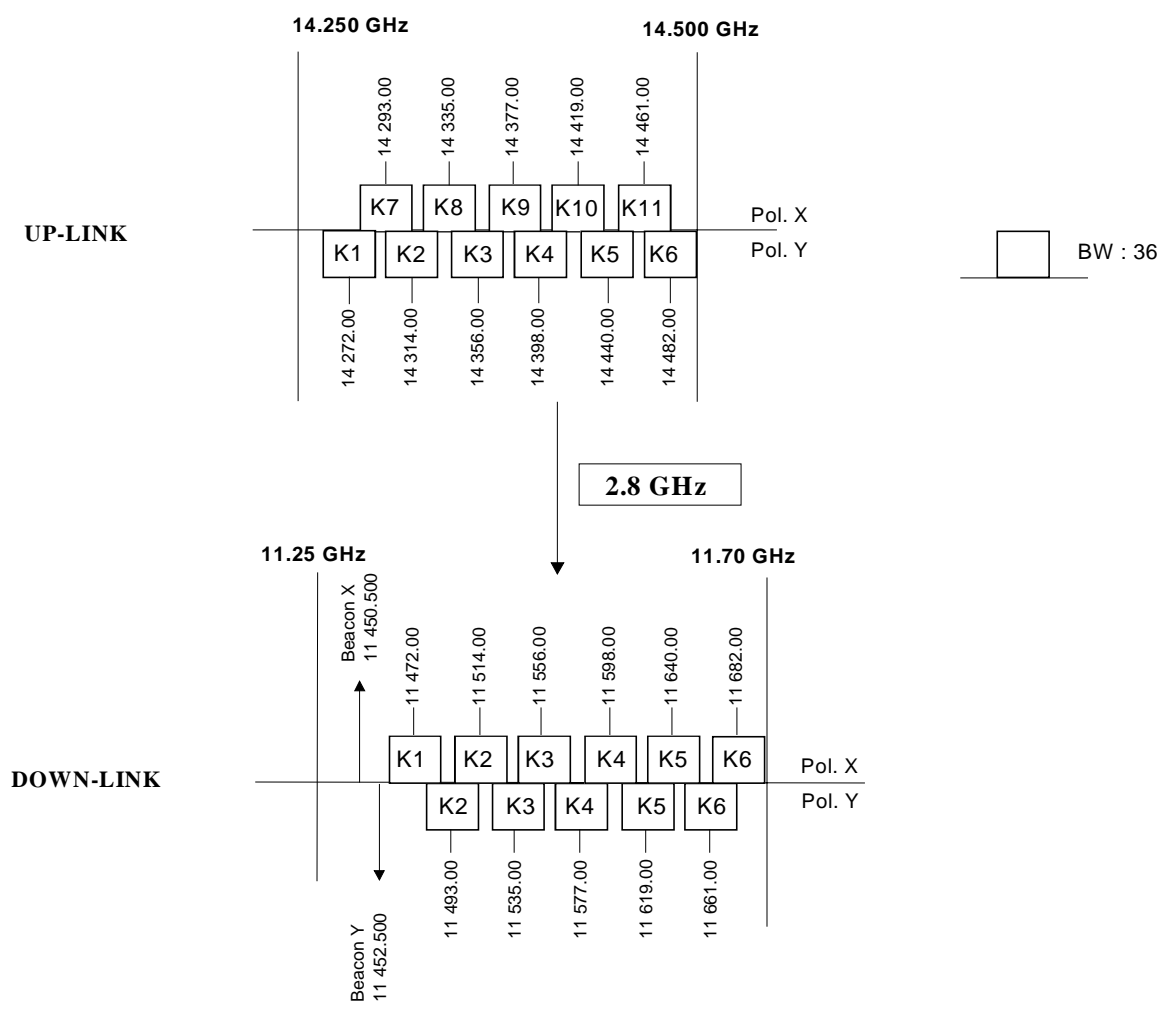 14.250 GHz
14.500 GHz
14 293.00
14 335.00
14 377.00
14 419.00
14 461.00
K7
K8
K9
K10
K11
Pol. X
UP-LINK
K1
K2
K3
K4
K5
K6
Pol. Y
BW : 36
14 272.00
14 314.00
14 356.00
14 398.00
14 440.00
14 482.00
2.8 GHz
11.25 GHz
11.70 GHz
Beacon X
11 450.500
11 472.00
11 514.00
11 556.00
11 598.00
11 640.00
11 682.00
K1
K2
K3
K4
K5
K6
Pol. X
DOWN-LINK
K2
K3
K4
K5
K6
Pol. Y
11 493.00
11 535.00
11 577.00
11 619.00
11 661.00
Beacon Y
11 452.500